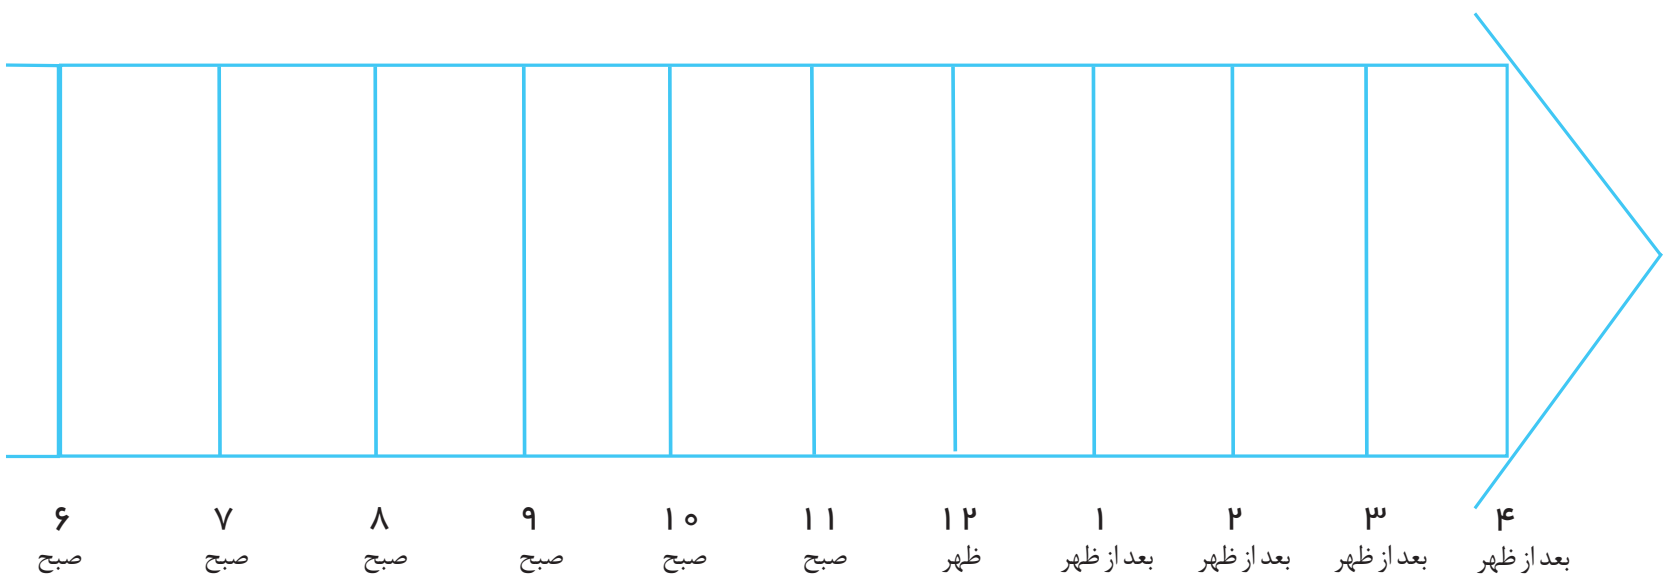 ۶ ۷ ۸ ۹ ۱۰ ۱۱ ۱۲ ۱ ۲ ۳ ۴
صبح صبح صبح صبح صبح صبح ظهر بعد از ظهر بعد از ظهر بعد از ظهر بعد از ظهر